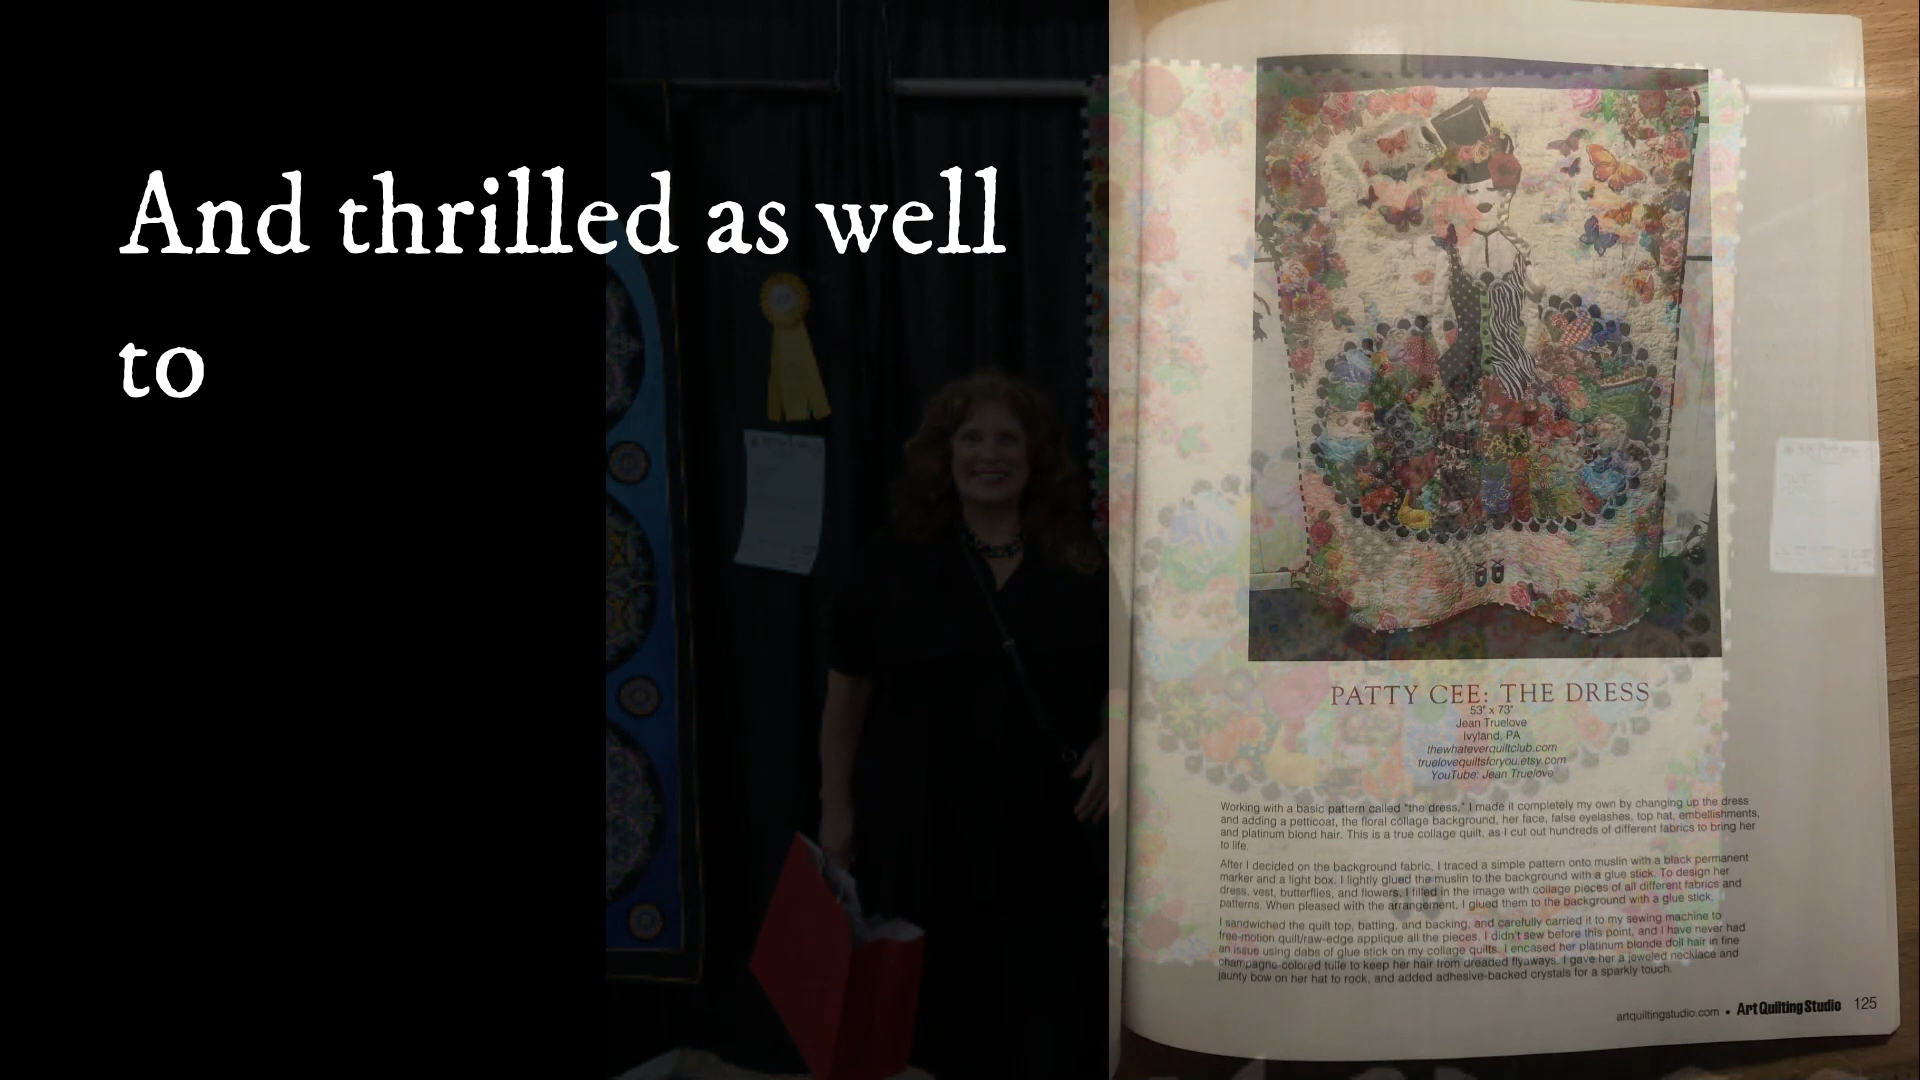 And thrilled as well
to
PATTY CEE: THE DRESS
53" x 73"
Jean Truelove
Ivyland, PA
thewhateverquiltclub.com
truelovequiltsforyou.etsy.com
YouTube: Jean Truelove
Working with a basic pattern called "the dress," I made it completely my own by changing up the dress
and adding a petticoat, the floral collage background, her face, false eyelashes, top hat, embellishments,
and platinum blond hair. This is a true collage quilt, as I cut out hundreds of different fabrics to bring her
to life.
After I decided on the background fabric, I traced a simple pattern onto muslin with a black permanent
marker and a light box. I lightly glued the muslin to the background with a glue stick. To design her
dress, vest, butterflies, and flowers, I filled in the image with collage pieces of all different fabrics and
patterns. When pleased with the arrangement, I glued them to the background with a glue stick.
I sandwiched the quilt top, batting, and backing, and carefully carried it to my sewing machine to
free-motion quilt/raw-edge applique all the pieces. I didn't sew before this point, and I have never had
an issue using dabs of glue stick on my collage quilts. I encased her platinum blonde doll hair in fine
champagne-colored tulle to keep her hair from dreaded flyaways. I gave her a jeweled necklace and
jaunty bow on her hat to rock, and added adhesive-backed crystals for a sparkly touch.
artquiltingstudio.com • Art Quilting Studio 125